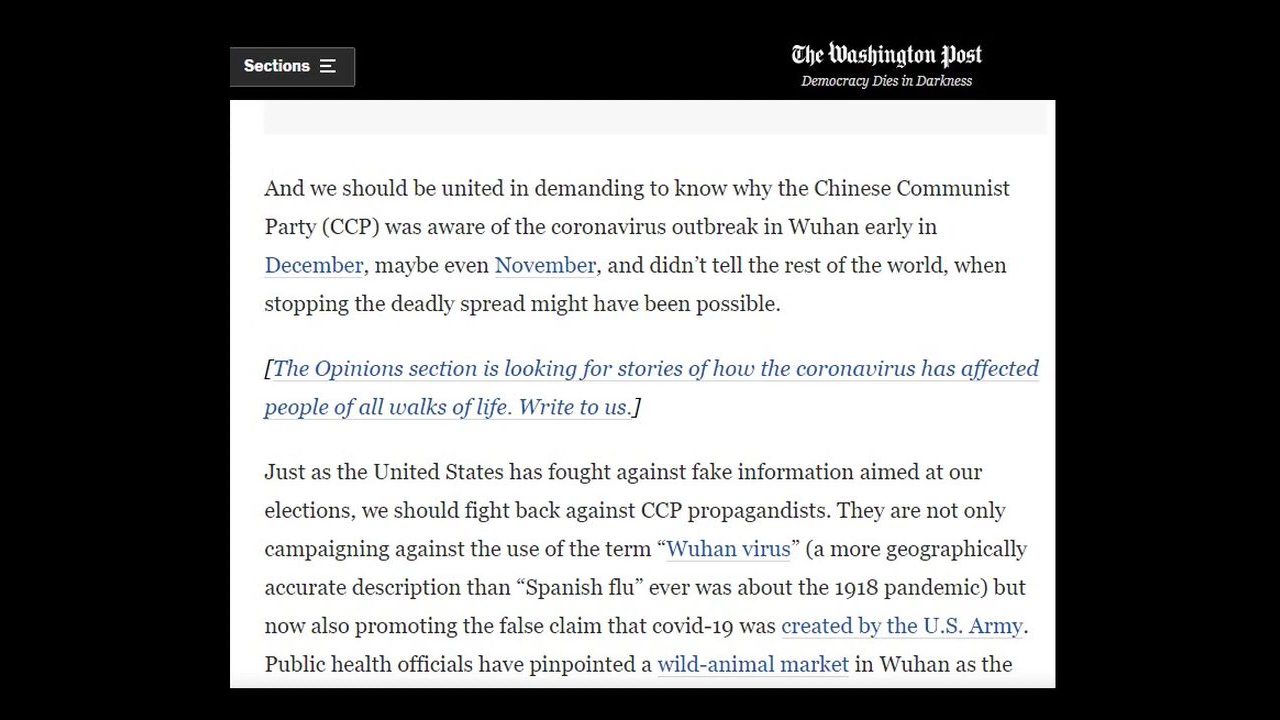 Sections
The Washington Post
Democracy Dies in Darkness
And we should be united in demanding to know why the Chinese Communist
Party (CCP) was aware of the coronavirus outbreak in Wuhan early in
December, maybe even November, and didn’t tell the rest of the world, when
stopping the deadly spread might have been possible.
[The Opinions section is looking for stories of how the coronavirus has affected
people of all walks of life. Write to us.]
Just as the United States has fought against fake information aimed at our
elections, we should fight back against CCP propagandists. They are not only
campaigning against the use of the term “Wuhan virus” (a more geographically
accurate description than “Spanish flu” ever was about the 1918 pandemic) but
now also promoting the false claim that covid-19 was created by the U.S. Army.
Public health officials have pinpointed a wild-animal market in Wuhan as the